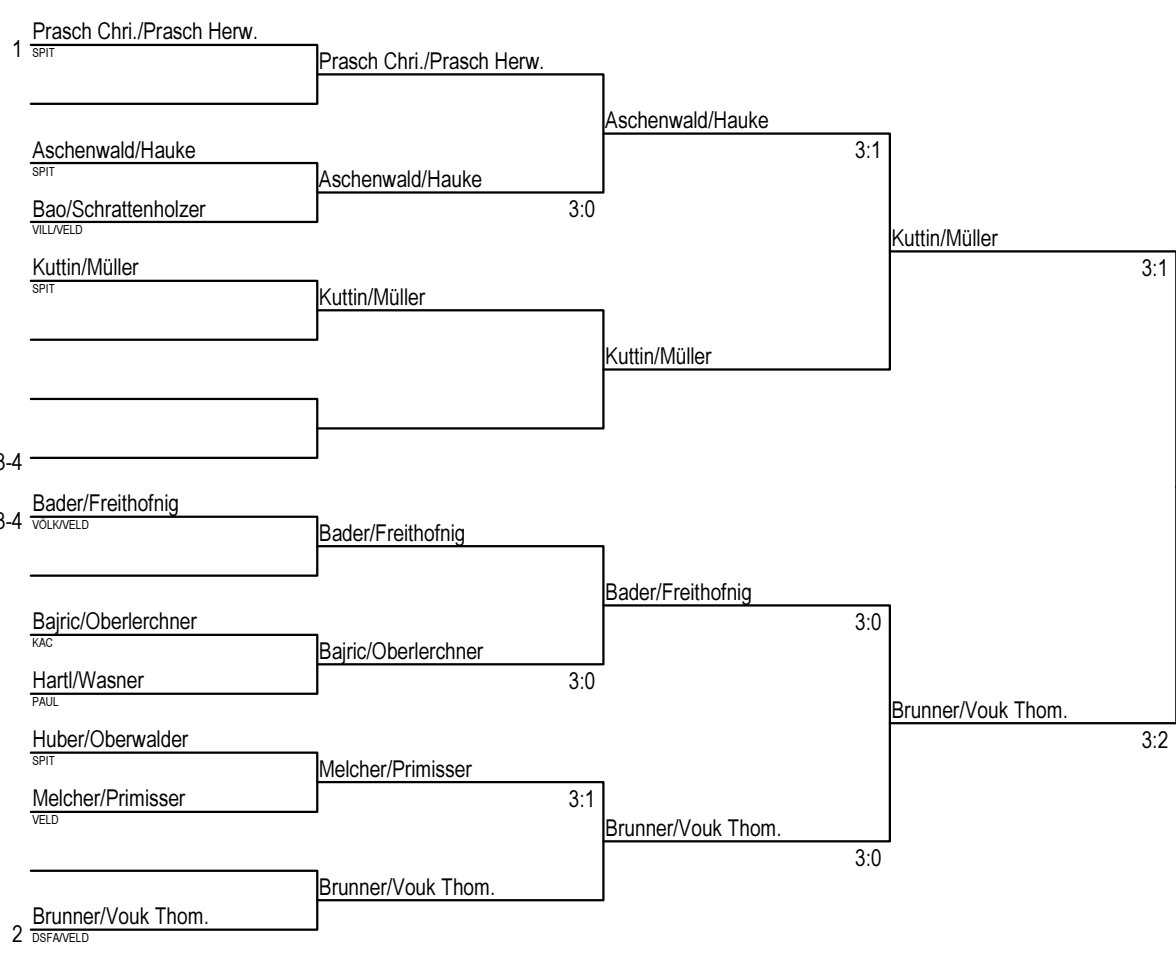 Prasch Chri./Prasch Herw.
1 SPIT
Prasch Chri./Prasch Herw.
Aschenwald/Hauke
3:1
Aschenwald/Hauke
SPIT
Aschenwald/Hauke
3:0
Bao/Schrattenholzer
VILL/VELD
Kuttin/Müller
3:1
Kuttin/Müller
SPIT
Kuttin/Müller
Kuttin/Müller
3-4
Bader/Freithofnig
3-4 VÖLK/VELD
Bader/Freithofnig
Bader/Freithofnig
3:0
Bajric/Oberlerchner
KAC
Bajric/Oberlerchner
3:0
Hartl/Wasner
PAUL
Brunner/Vouk Thom.
3:2
Huber/Oberwalder
SPIT
Melcher/Primisser
3:1
Melcher/Primisser
VELD
Brunner/Vouk Thom.
3:0
Brunner/Vouk Thom.
Brunner/Vouk Thom.
2 DSFA/VELD